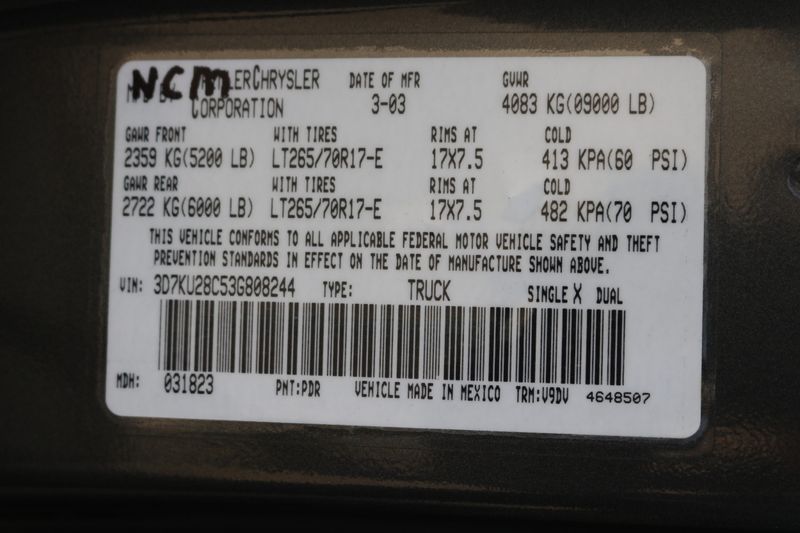 NCM
LERCHRYSLER DATE OF MFR GVWR
CORPORATION 3-03 4083 KG(09000 LB)
GAWR FRONT WITH TIRES RIMS AT COLD
2359 KG(5200 LB) LT265/70R17-E 17X7.5 413 KPA(60 PSI)
GAWR REAR WITH TIRES RIMS AT COLD
2722 KG(6000 LB) LT265/70R17-E 17X7.5 482 KPA(70 PSI)
THIS VEHICLE CONFORMS TO ALL APPLICABLE FEDERAL MOTOR VEHICLE SAFETY AND THEFT
PREVENTION STANDARDS IN EFFECT ON THE DATE OF MANUFACTURE SHOWN ABOVE.
VIN: 3D7KU28C53G808244 TYPE: TRUCK SINGLE X DUAL
MDH: 031823 PNT:PDR VEHICLE MADE IN MEXICO TRM:V9DV 4648507